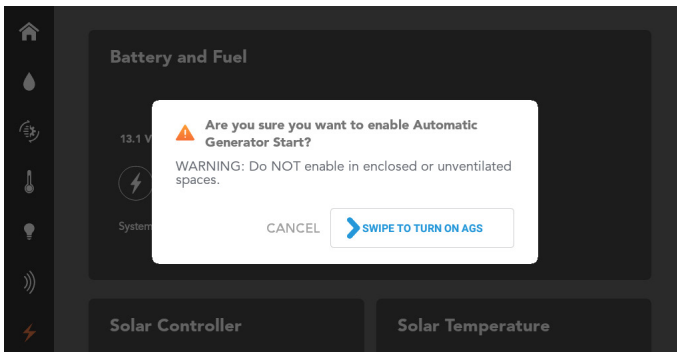 Battery and Fuel
Are you sure you want to enable Automatic
Generator Start?
13.1 V
WARNING: Do NOT enable in enclosed or unventilated
spaces.
System
CANCEL
SWIPE TO TURN ON AGS
Solar Controller
Solar Temperature